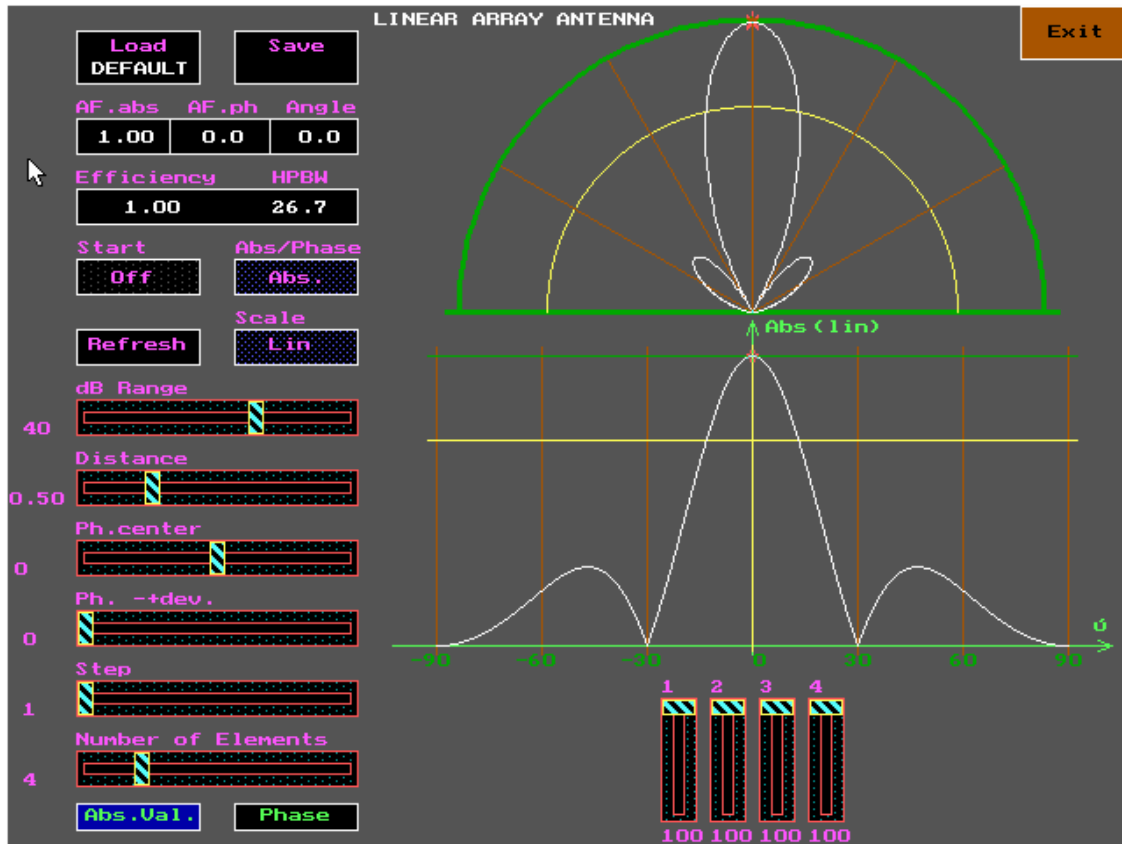 LINEAR ARRAY ANTENNA
Exit
Load
DEFAULT
Save
AF.abs AF.ph Angle
1.00 0.0 0.0
Efficiency HPBW
1.00 26.7
Start Abs/Phase
Off Abs.
Scale
Refresh Lin
dB Range
40
Distance
0.50
Ph.center
0
Ph. -+dev.
0
Step
1
Number of Elements
4
Abs.Val. Phase
Abs(lin)
ú
-90 -60 -30 0 30 60 90
1 2 3 4
100 100 100 100